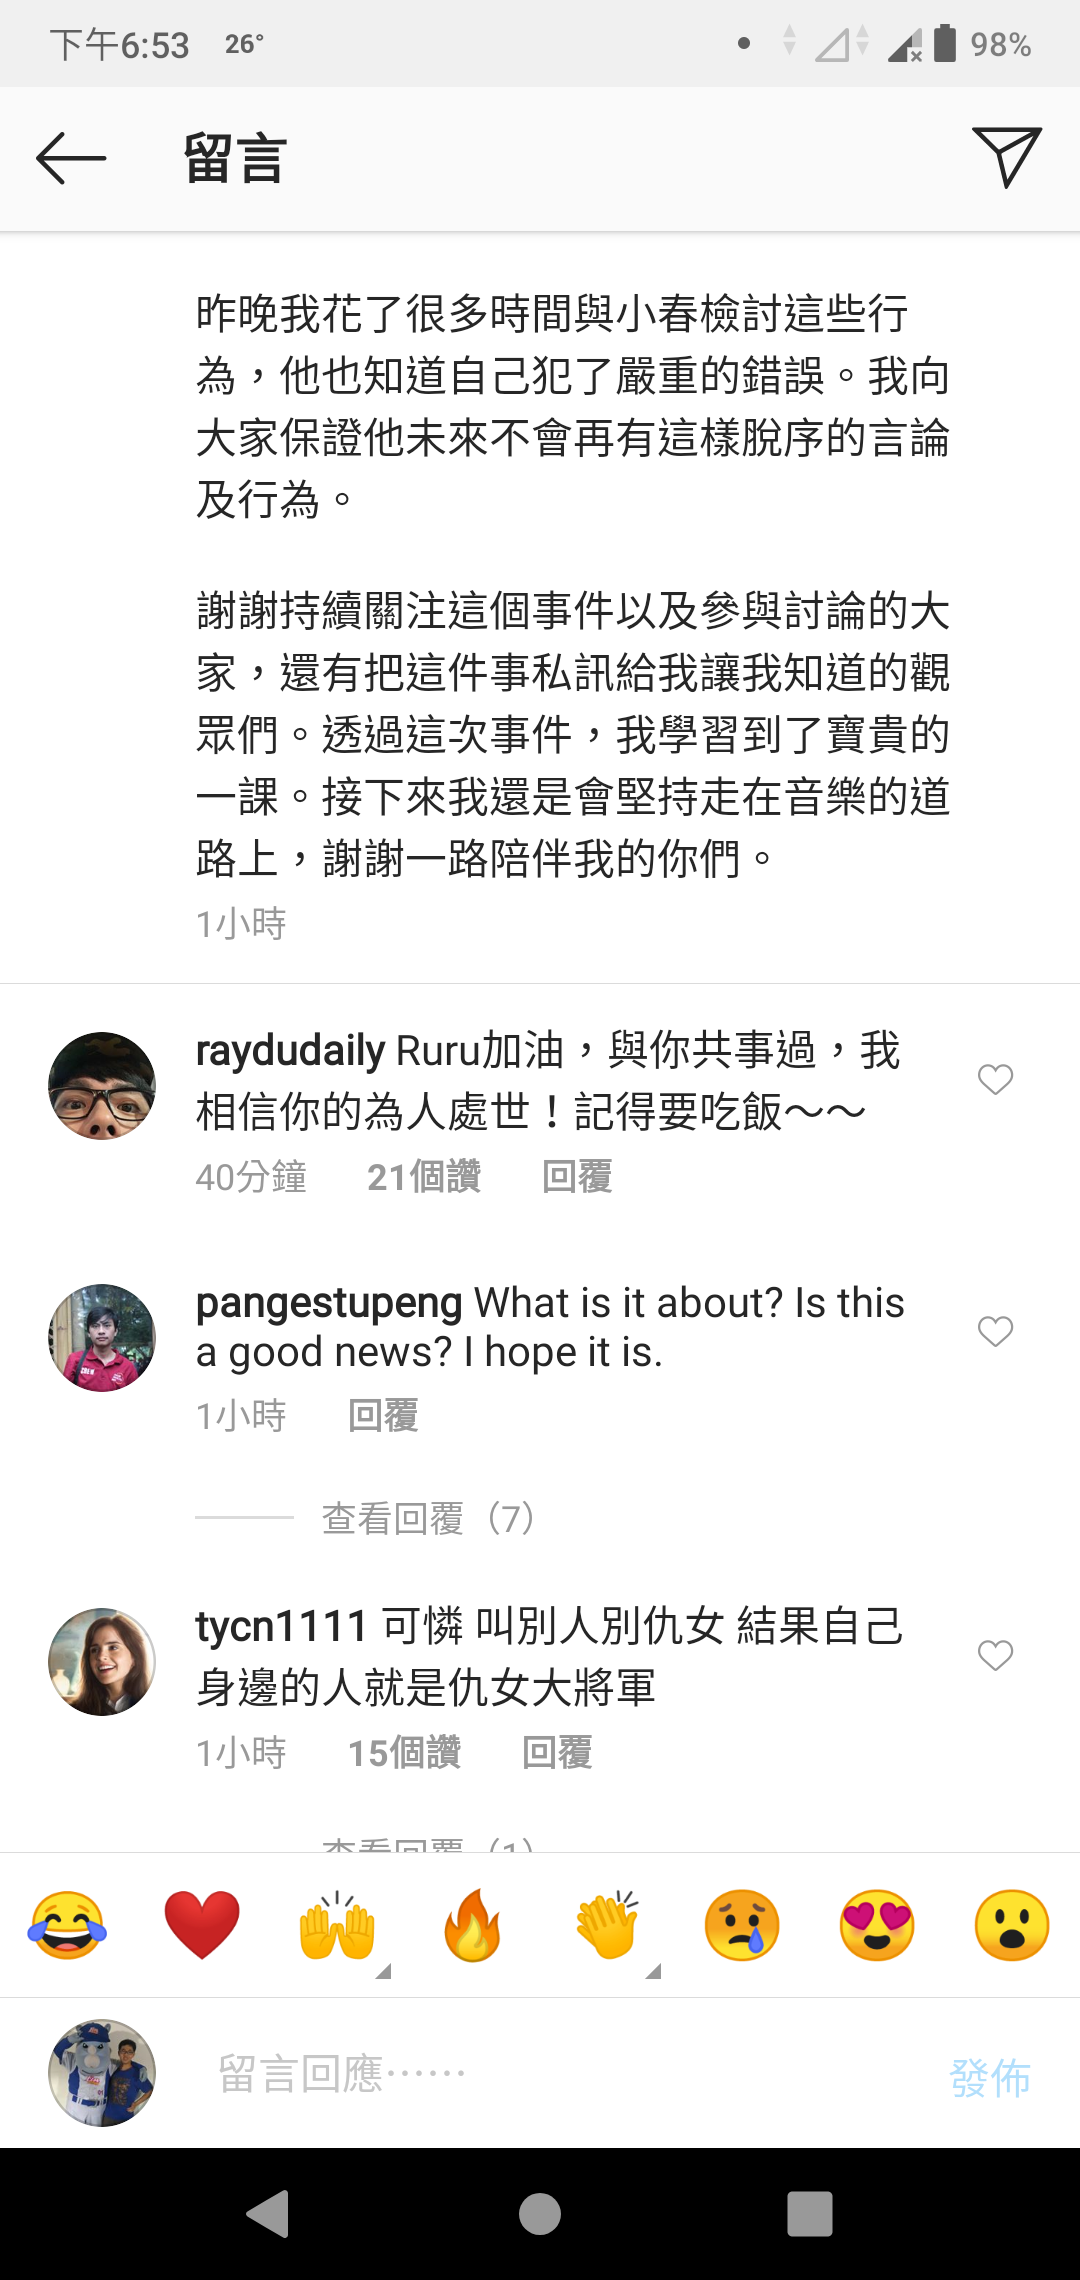 下午6:53 26° 98%
留言
昨晚我花了很多時間與小春檢討這些行
為，他也知道自己犯了嚴重的錯誤。我向
大家保證他未來不會再有這樣脫序的言論
及行為。
謝謝持續關注這個事件以及參與討論的大
家，還有把這件事私訊給我讓我知道的觀
眾們。透過這次事件，我學習到了寶貴的
一課。接下來我還是會堅持走在音樂的道
路上，謝謝一路陪伴我的你們。
1小時
raydudaily Ruru加油，與你共事過，我
相信你的為人處世！記得要吃飯～～
40分鐘 21個讚 回覆
pangestupeng What is it about? Is this
a good news? I hope it is.
1小時 回覆
查看回覆（7）
tycn1111 可憐 叫別人別仇女 結果自己
身邊的人就是仇女大將軍
1小時 15個讚 回覆
查看回覆（1）
留言回應……
發佈